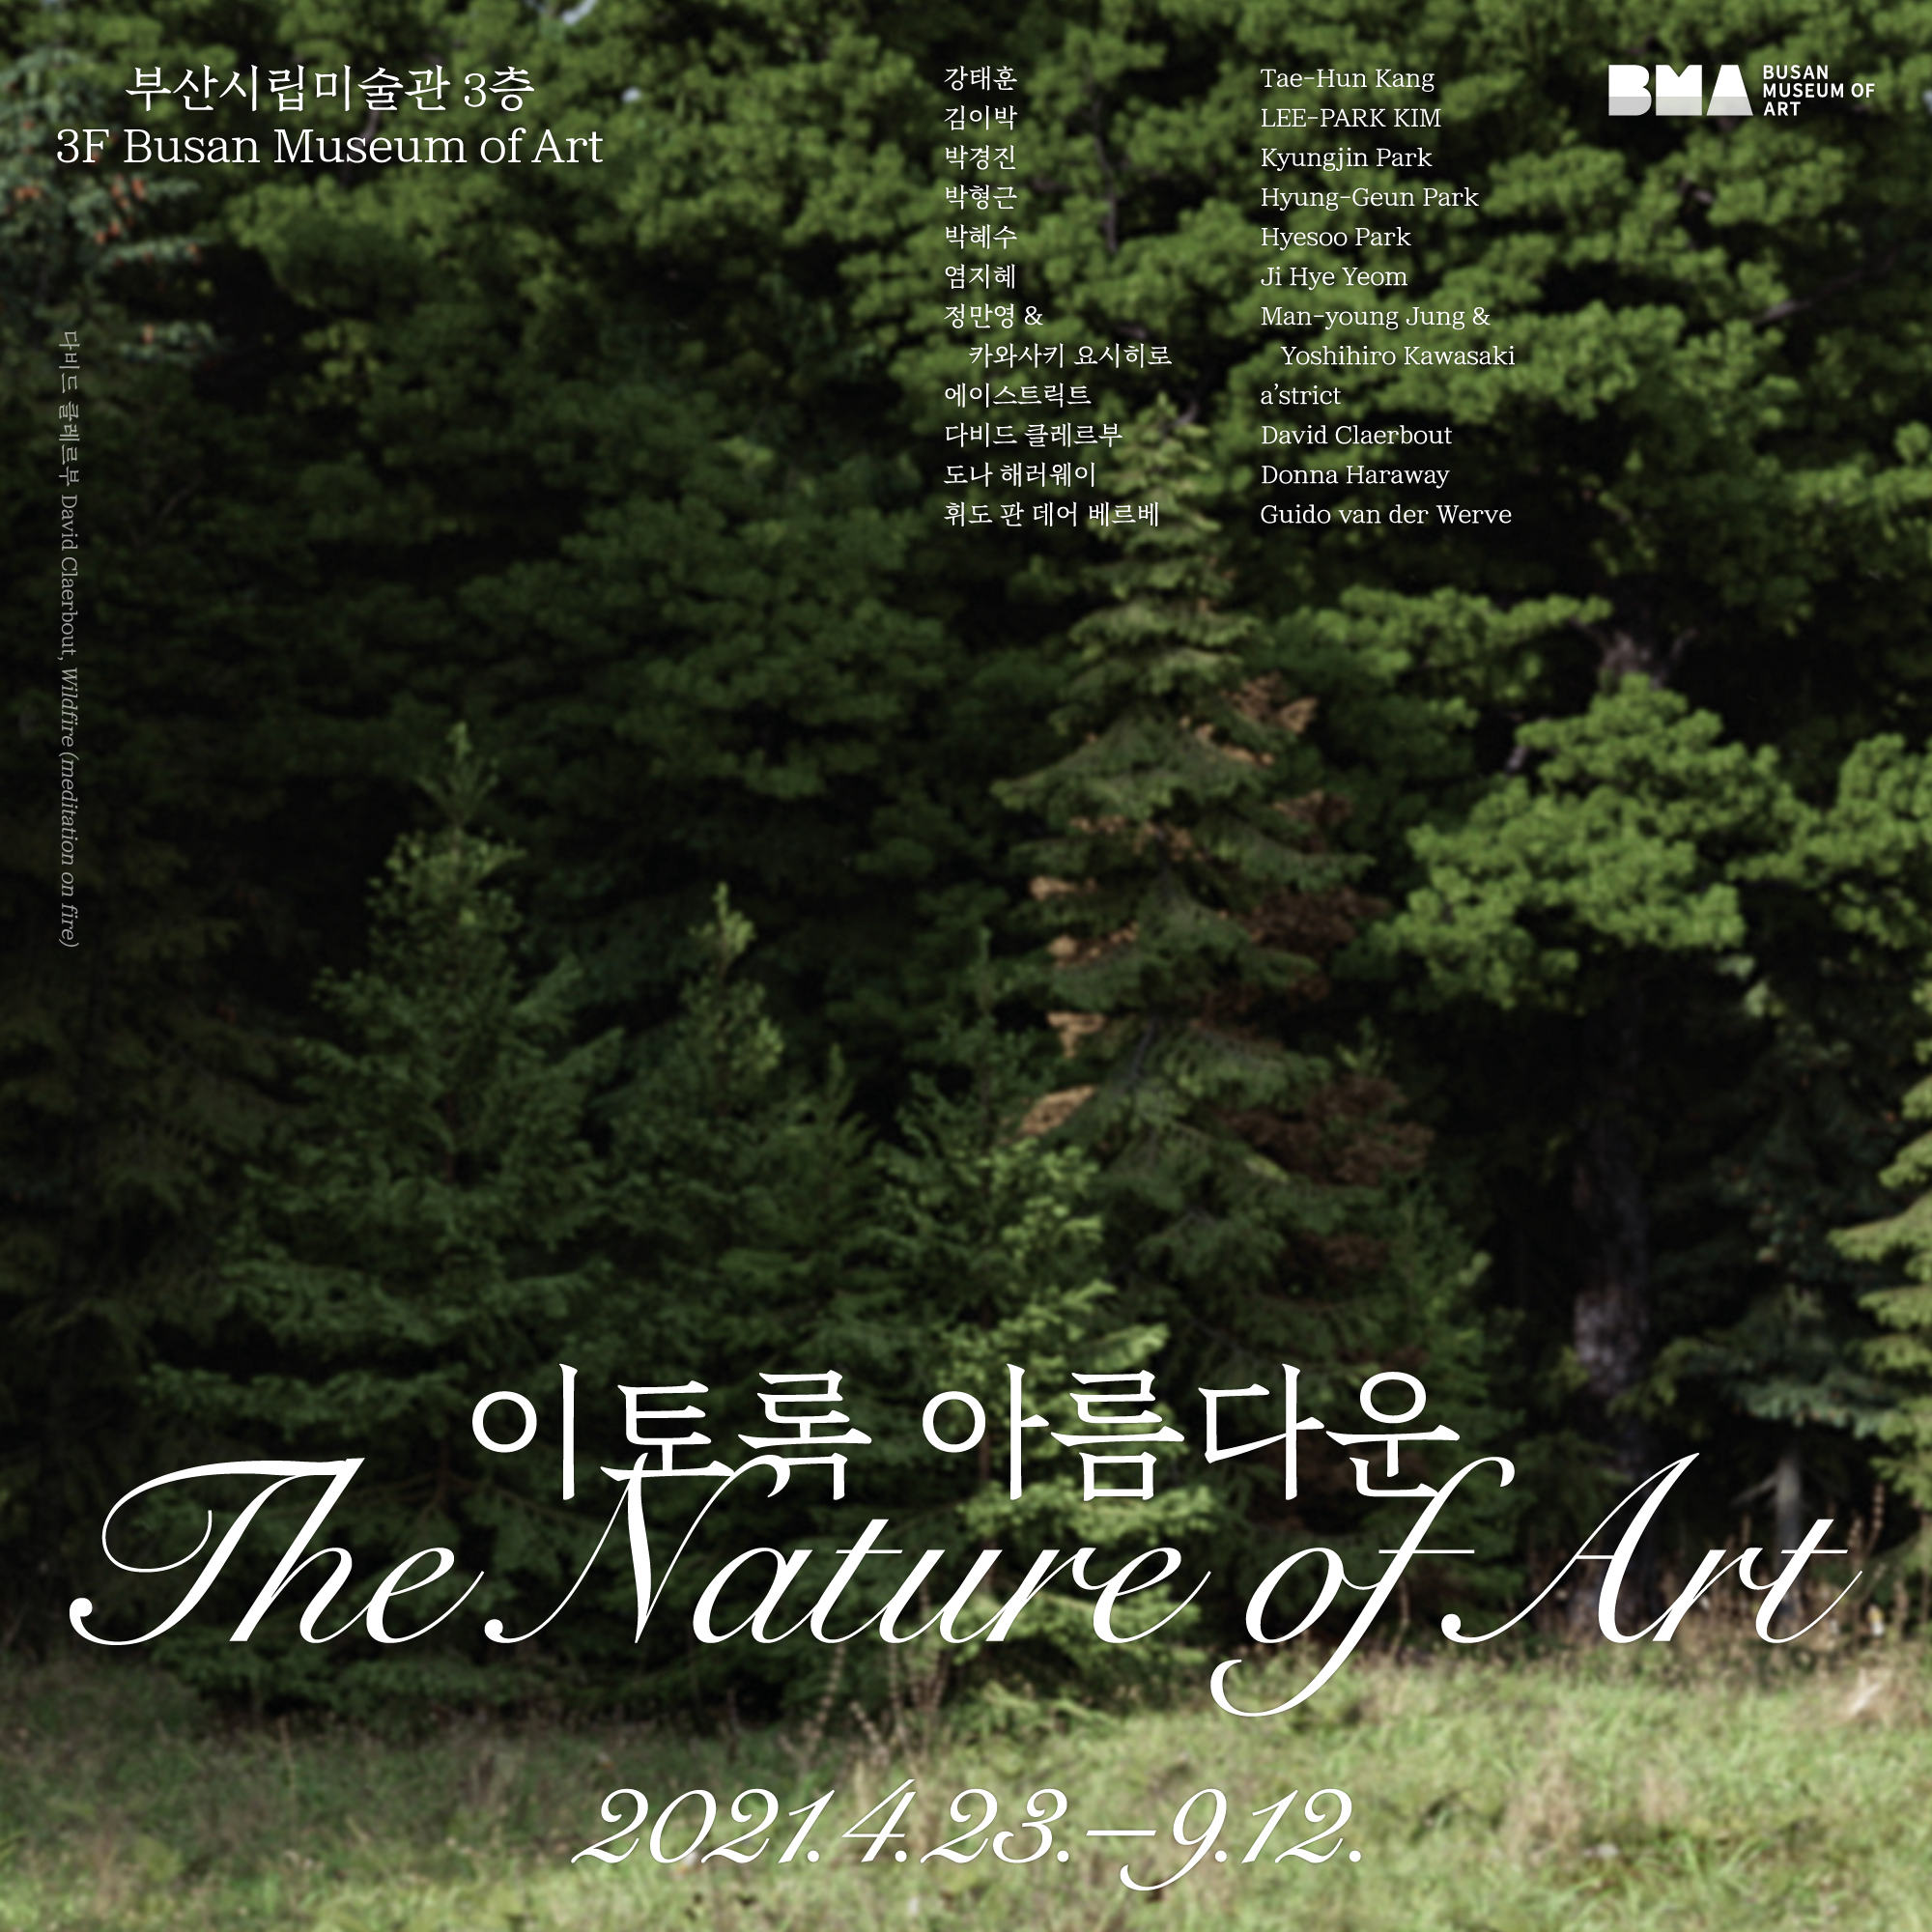 부산시립미술관 3층
3F Busan Museum of Art
강태훈 Tae-Hun Kang
김이박 LEE-PARK KIM
박경진 Kyungjin Park
박형근 Hyung-Geun Park
박혜수 Hyesoo Park
염지혜 Ji Hye Yeom
정만영 & Man-young Jung &
카와사키 요시히로 Yoshihiro Kawasaki
에이스트릭트 a’strict
다비드 클레르부 David Claerbout
도나 해러웨이 Donna Haraway
휘도 판 데어 베르베 Guido van der Werve
BMA
BUSAN
MUSEUM OF
ART
다비드 클레르부 David Claerbout, Wildfire (meditation on fire)
이토록 아름다운
The Nature of Art
2021.4.23.–9.12.